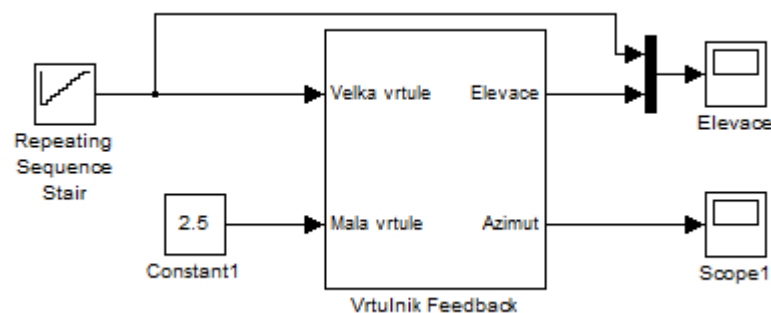 Velka vrtule
Elevace
Elevace
Repeating
Sequence
Stair
2.5
Mala vrtule
Azimut
Constant1
Scope1
Vrtulnik Feedback